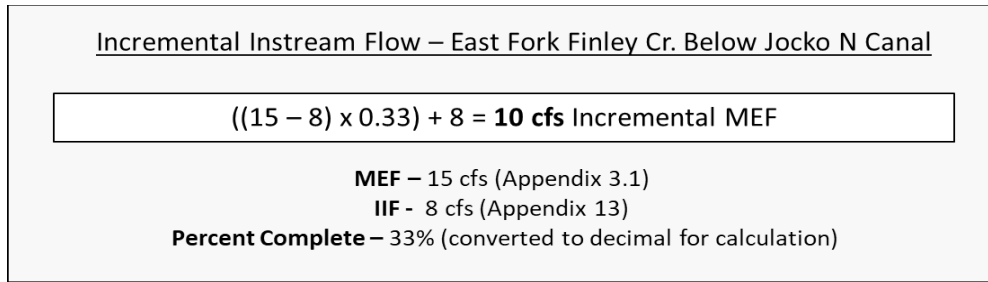 Incremental Instream Flow – East Fork Finley Cr. Below Jocko N Canal
((15 – 8) x 0.33) + 8 = 10 cfs Incremental MEF
MEF – 15 cfs (Appendix 3.1)
IIF - 8 cfs (Appendix 13)
Percent Complete – 33% (converted to decimal for calculation)